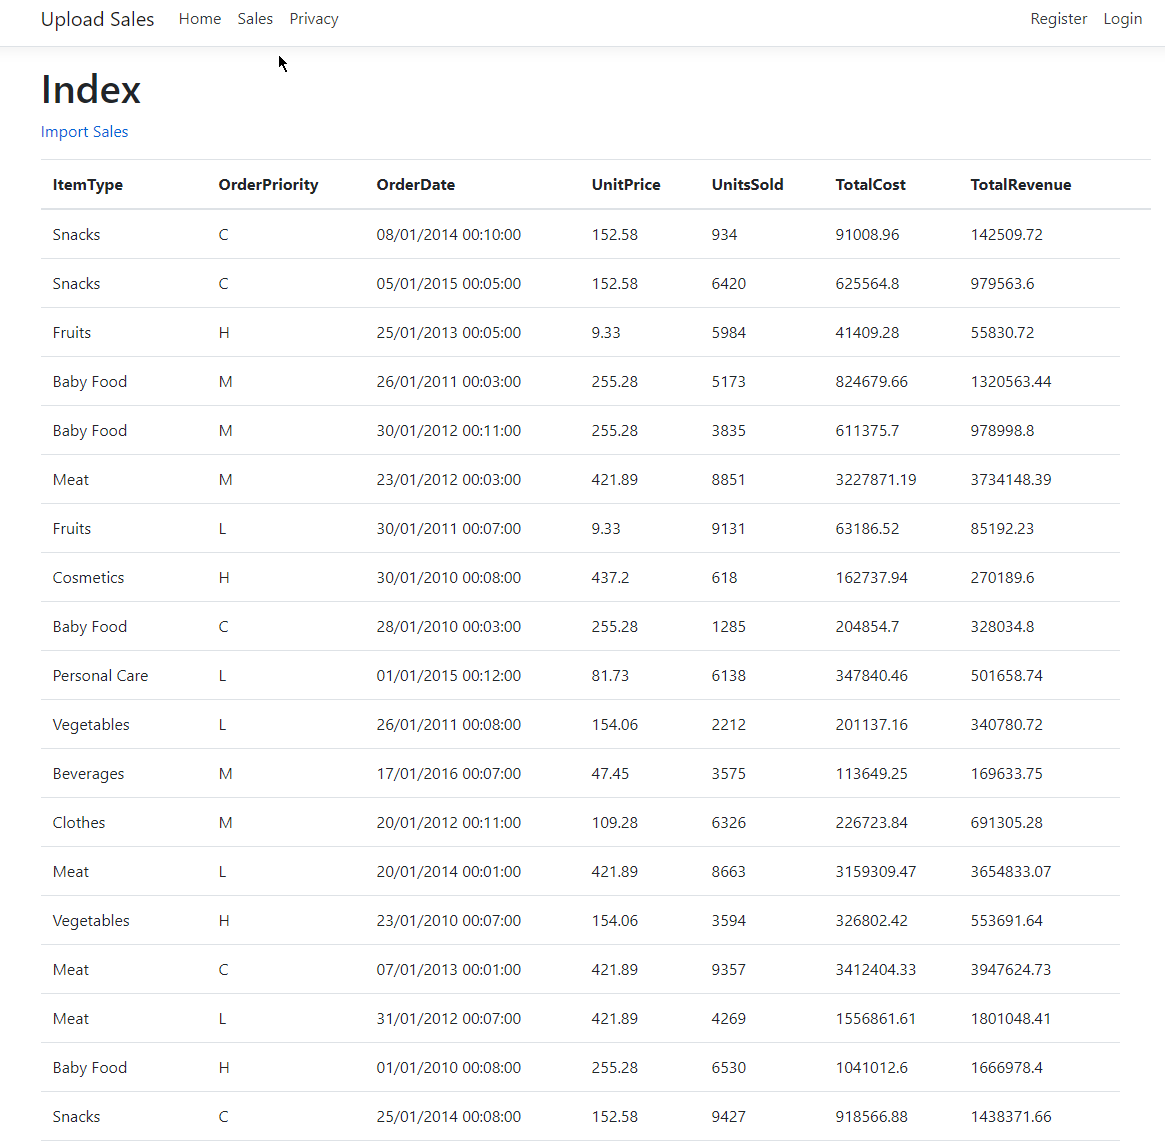 Upload Sales Home Sales Privacy Register Login
Index
Import Sales
ItemType OrderPriority OrderDate UnitPrice UnitsSold TotalCost TotalRevenue
Snacks C 08/01/2014 00:10:00 152.58 934 91008.96 142509.72
Snacks C 05/01/2015 00:05:00 152.58 6420 625564.8 979563.6
Fruits H 25/01/2013 00:05:00 9.33 5984 41409.28 55830.72
Baby Food M 26/01/2011 00:03:00 255.28 5173 824679.66 1320563.44
Baby Food M 30/01/2012 00:11:00 255.28 3835 611375.7 978998.8
Meat M 23/01/2012 00:03:00 421.89 8851 3227871.19 3734148.39
Fruits L 30/01/2011 00:07:00 9.33 9131 63186.52 85192.23
Cosmetics H 30/01/2010 00:08:00 437.2 618 162737.94 270189.6
Baby Food C 28/01/2010 00:03:00 255.28 1285 204854.7 328034.8
Personal Care L 01/01/2015 00:12:00 81.73 6138 347840.46 501658.74
Vegetables L 26/01/2011 00:08:00 154.06 2212 201137.16 340780.72
Beverages M 17/01/2016 00:07:00 47.45 3575 113649.25 169633.75
Clothes M 20/01/2012 00:11:00 109.28 6326 226723.84 691305.28
Meat L 20/01/2014 00:01:00 421.89 8663 3159309.47 3654833.07
Vegetables H 23/01/2010 00:07:00 154.06 3594 326802.42 553691.64
Meat C 07/01/2013 00:01:00 421.89 9357 3412404.33 3947624.73
Meat L 31/01/2012 00:07:00 421.89 4269 1556861.61 1801048.41
Baby Food H 01/01/2010 00:08:00 255.28 6530 1041012.6 1666978.4
Snacks C 25/01/2014 00:08:00 152.58 9427 918566.88 1438371.66